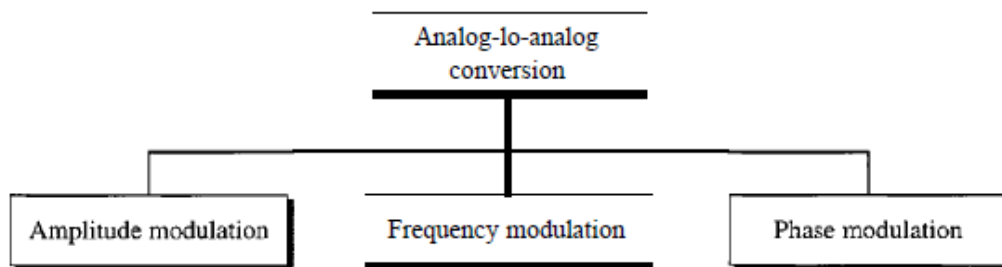 Analog-lo-analog
conversion
Amplitude modulation
Frequency modulation
Phase modulation